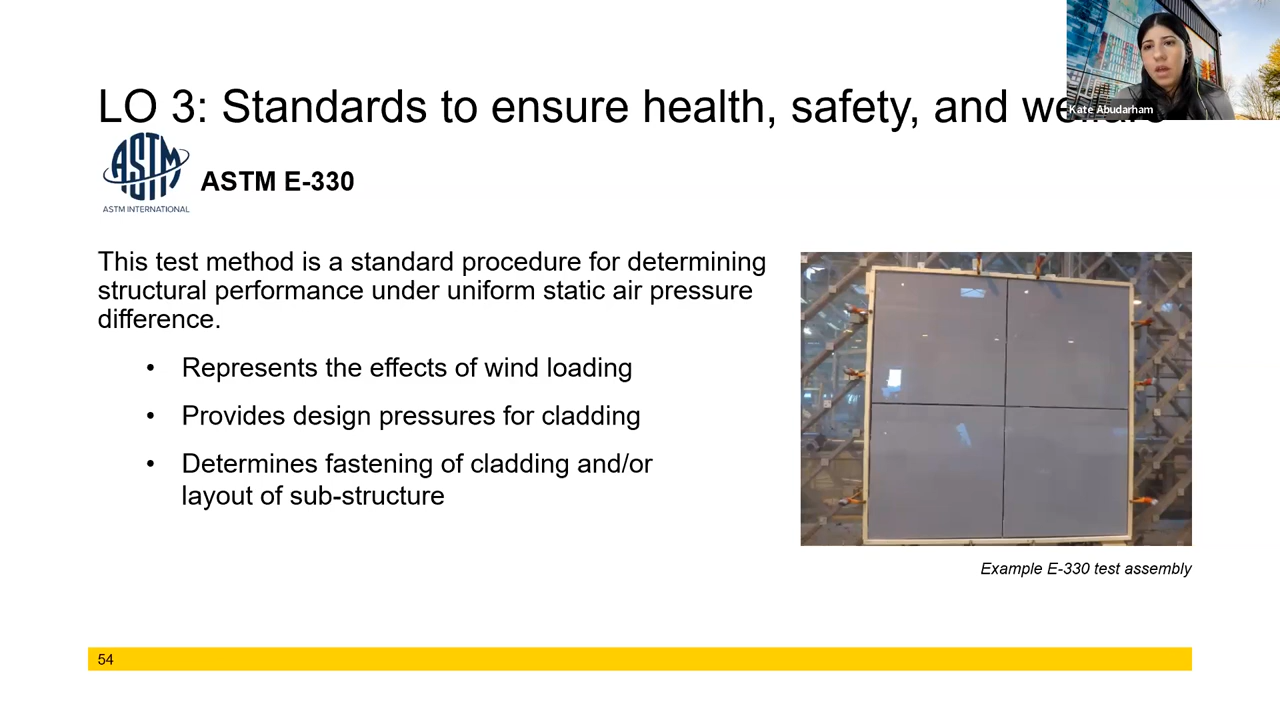 LO 3: Standards to ensure health, safety, and
Kate Abudarham
ASTM
ASTM INTERNATIONAL
ASTM E-330
This test method is a standard procedure for determining
structural performance under uniform static air pressure
difference.
• Represents the effects of wind loading
• Provides design pressures for cladding
• Determines fastening of cladding and/or
layout of sub-structure
Example E-330 test assembly
54